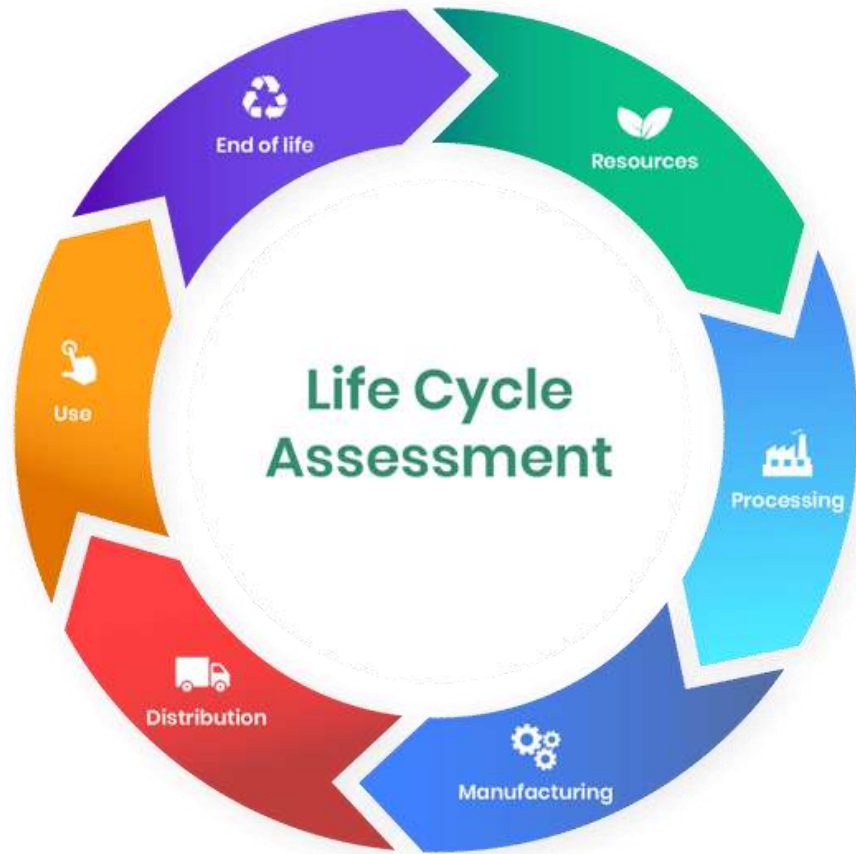 Life Cycle
Assessment
Resources
Processing
Manufacturing
Distribution
Use
End of life